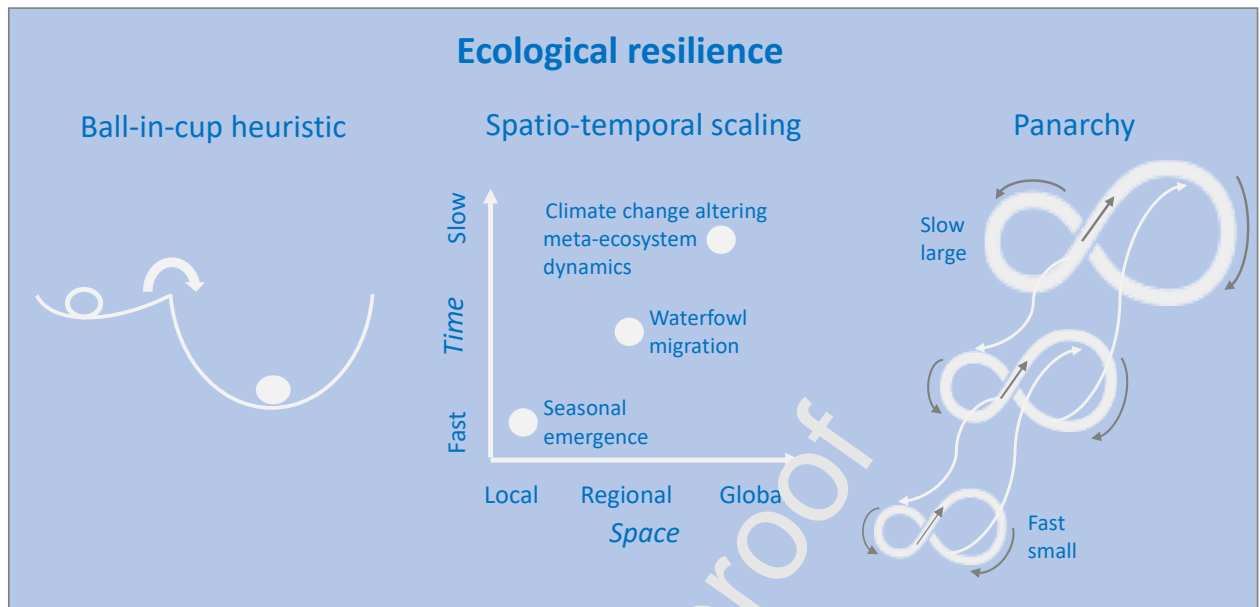 Ecological resilience
Ball-in-cup heuristic
Spatio-temporal scaling
Slow
Time
Fast
Climate change altering
meta-ecosystem
dynamics
Waterfowl
migration
Seasonal
emergence
Local Regional Globa
Space
Panarchy
Slow
large
Fast
small
proof